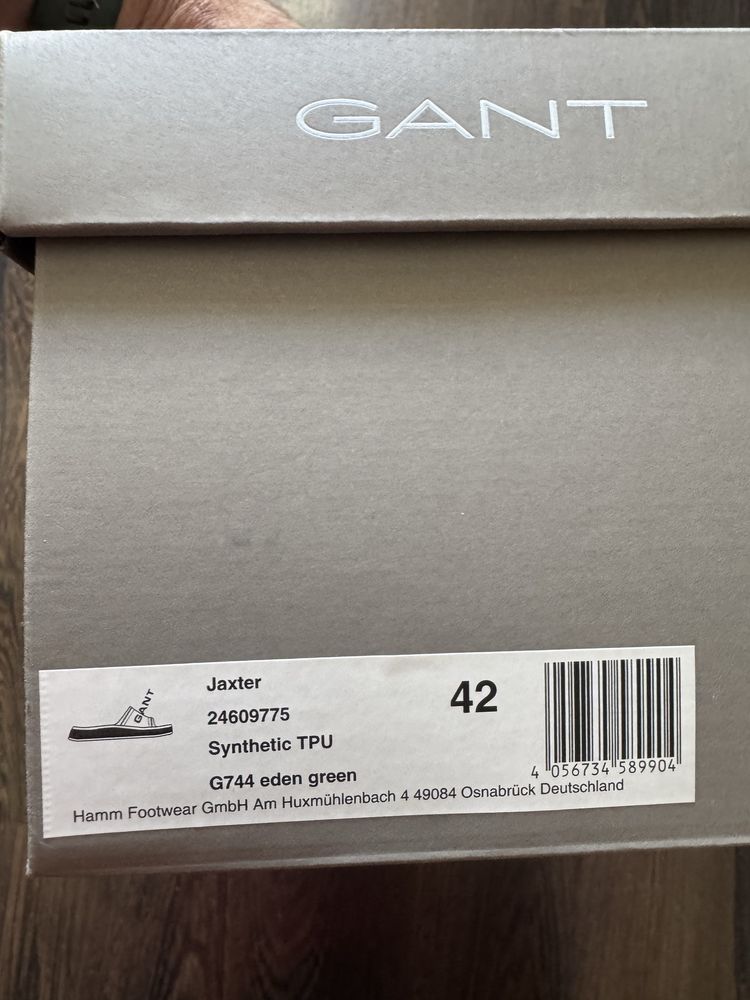 GANT
GANT
Jaxter
24609775
Synthetic TPU
G744 eden green
42
4 056734 589904
Hamm Footwear GmbH Am Huxmühlenbach 4 49084 Osnabrück Deutschland